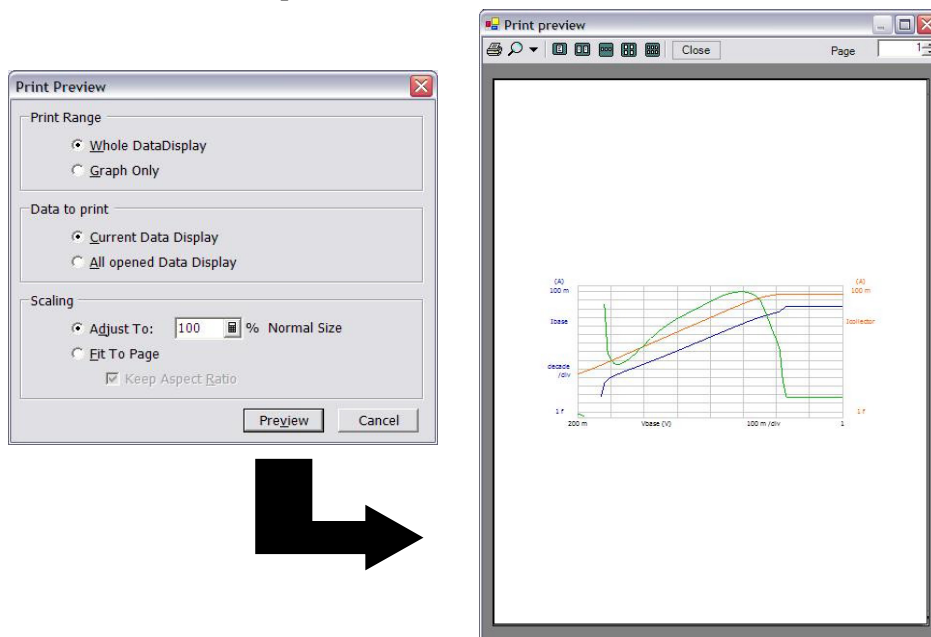 Print Preview
Print Range
Whole DataDisplay
Graph Only
Data to print
Current Data Display
All opened Data Display
Scaling
Adjust To: 100 % Normal Size
Fit To Page
Keep Aspect Ratio
Preview Cancel
Print preview
Close Page 1
(A) (A)
100 m 100 m
Ibase Icollector
decade
/div
1 f 1 f
200 m Vbase (V) 100 m /div 1